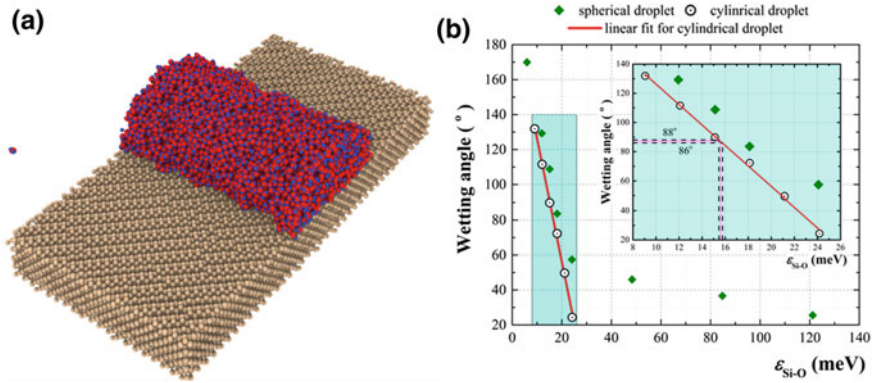 (a)
(b)
spherical droplet
cylinrical droplet
linear fit for cylindrical droplet
Wetting angle ( ° )
180
160
140
120
100
80
60
40
20
0 20 40 60 80 100 120 140
εSi-O (meV)
Wetting angle ( ° )
140
120
100
80
60
40
20
88°
86°
8 10 12 14 16 18 20 22 24 26
εSi-O (meV)